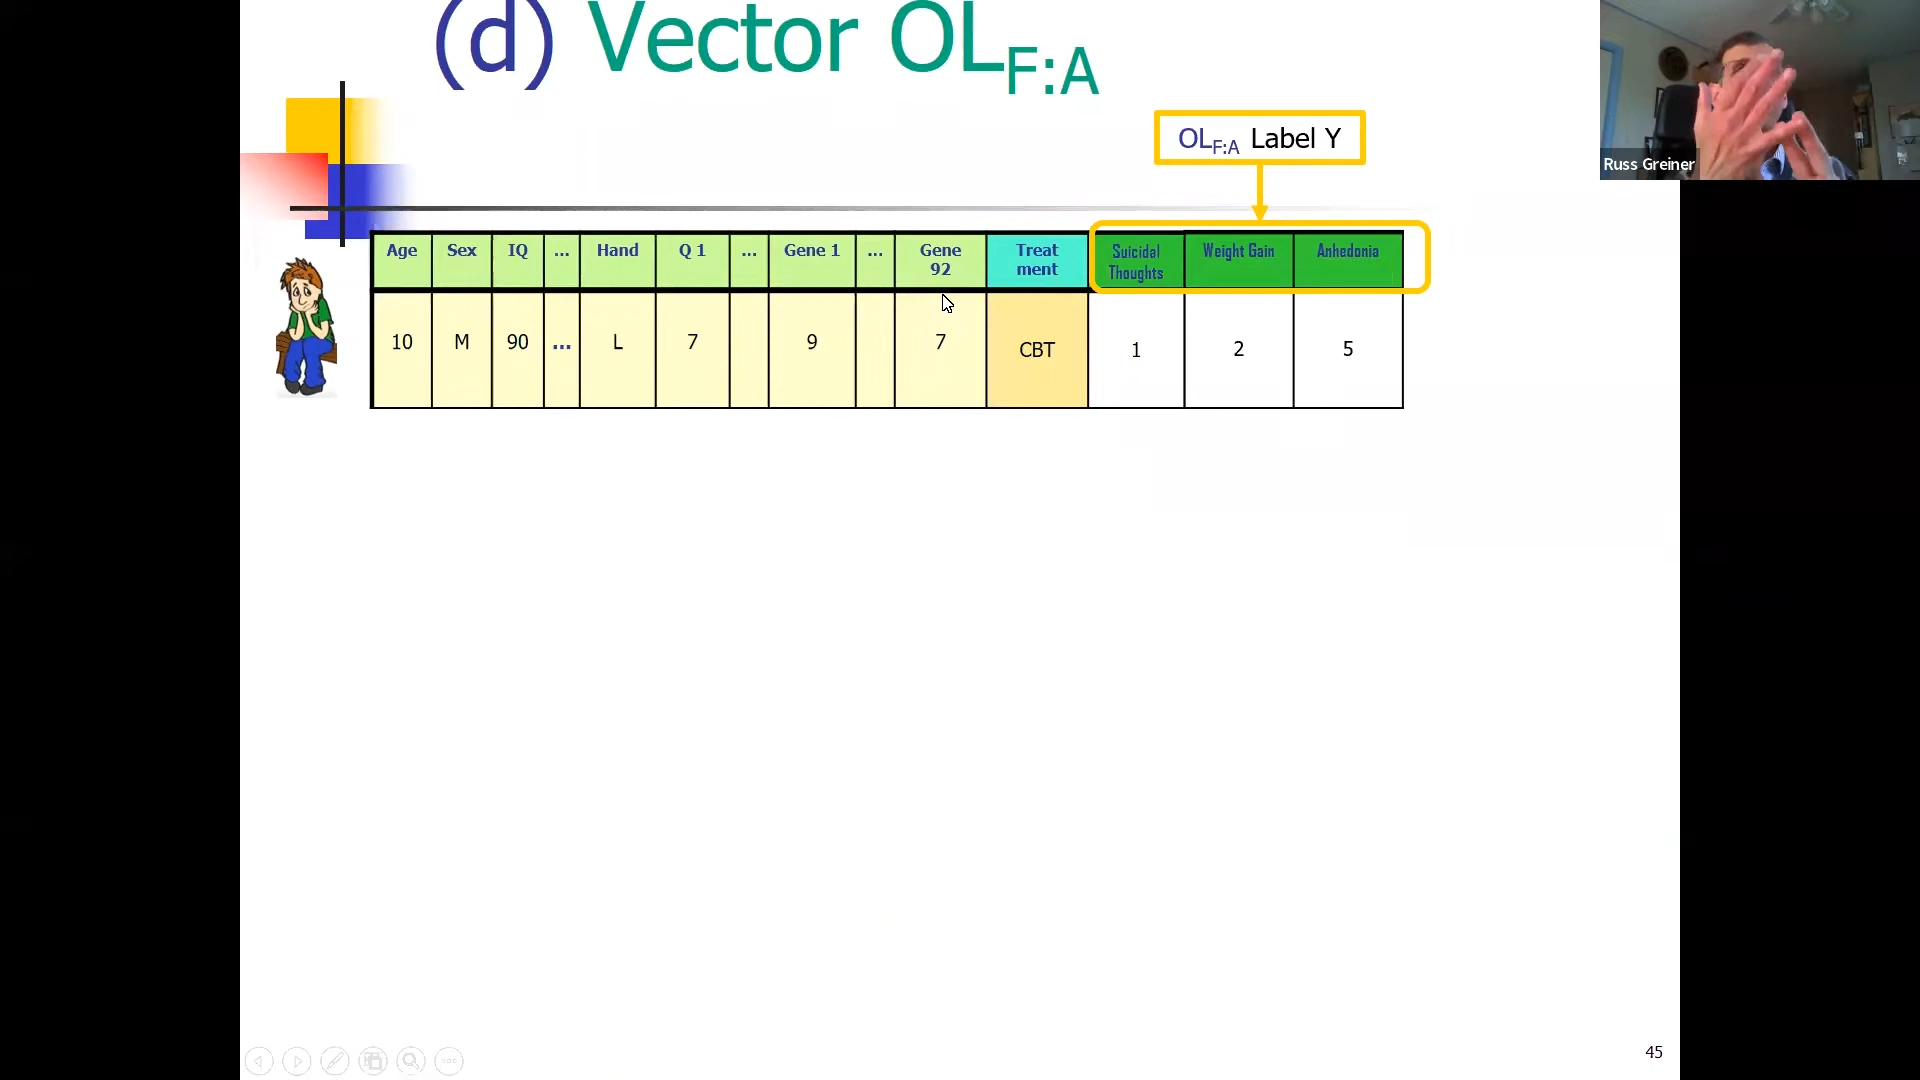 (d) Vector OLF:A
OLF:A Label Y
Russ Greiner
Age Sex IQ ... Hand Q 1 ... Gene 1 ... Gene 92 Treat ment Suicidal Thoughts Weight Gain Anhedonia
10 M 90 ... L 7 9 7 CBT 1 2 5
45